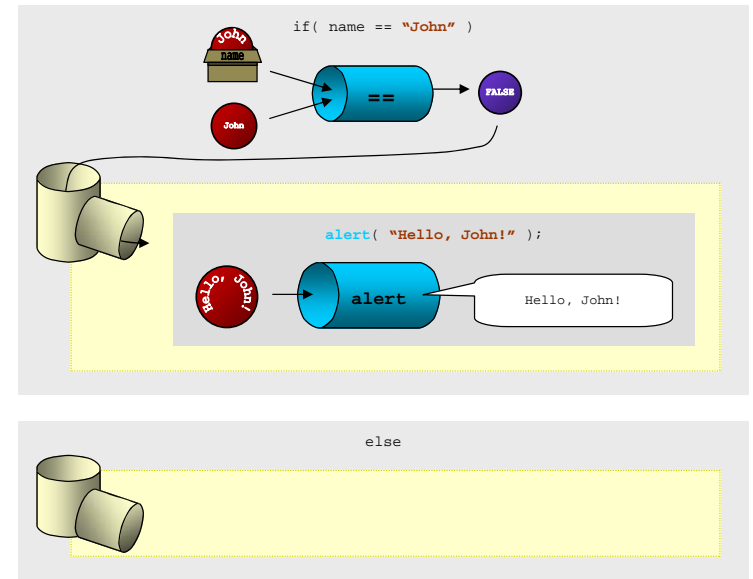 if( name == “John” )
John
name
==
FALSE
John
alert( “Hello, John!” );
Hello, John!
alert
Hello, John!
else